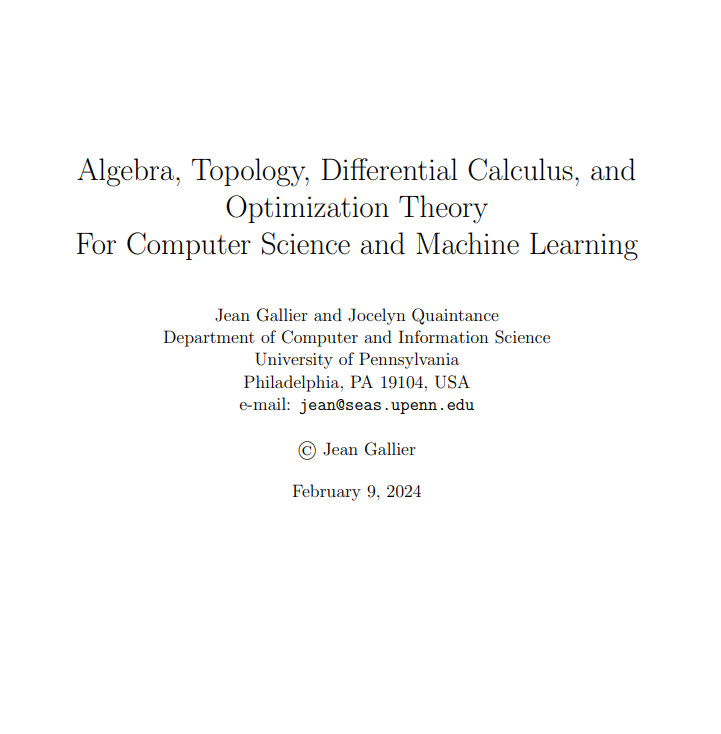 Algebra, Topology, Differential Calculus, and
Optimization Theory
For Computer Science and Machine Learning
Jean Gallier and Jocelyn Quaintance
Department of Computer and Information Science
University of Pennsylvania
Philadelphia, PA 19104, USA
e-mail: jean@seas.upenn.edu
© Jean Gallier
February 9, 2024